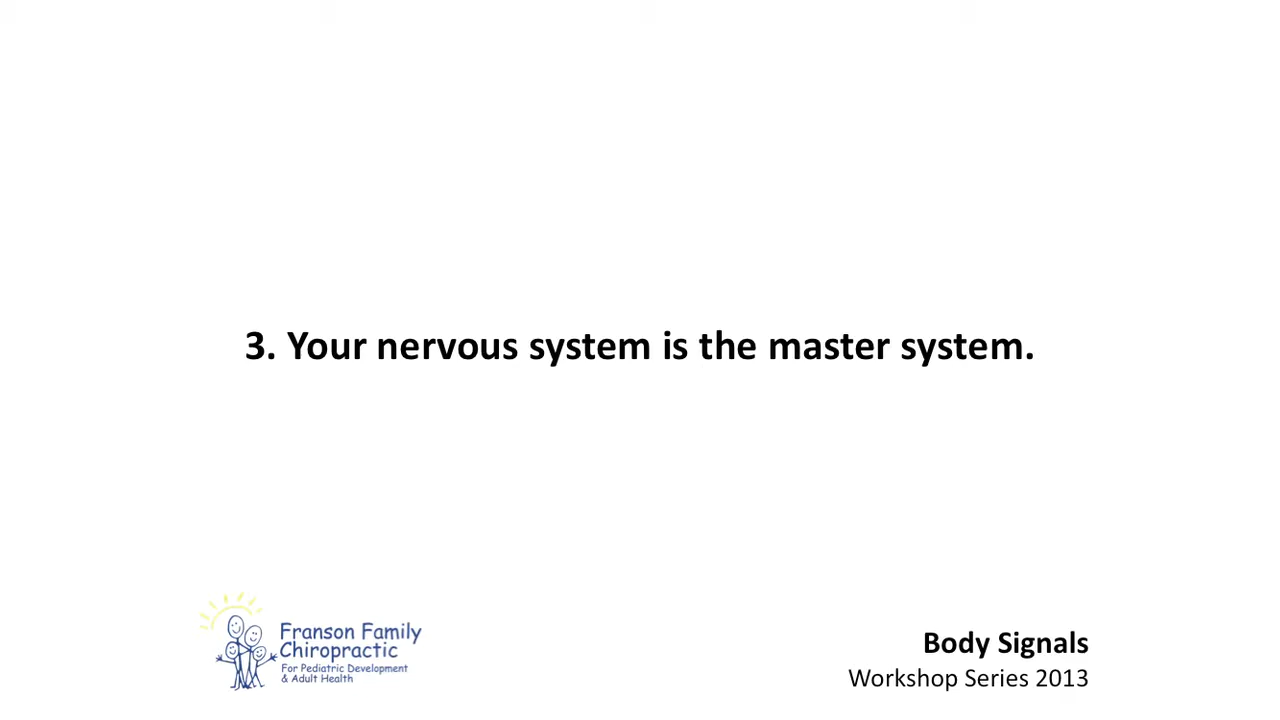 3. Your nervous system is the master system.
Franson Family
Chiropractic
For Pediatric Development
& Adult Health
Body Signals
Workshop Series 2013